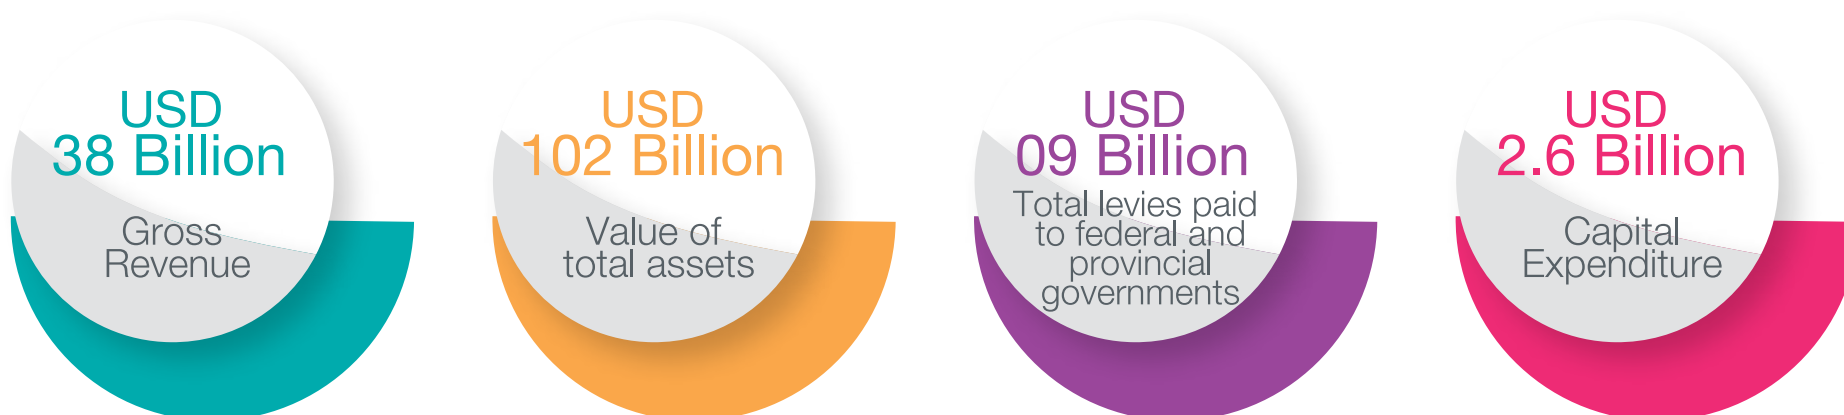 USD
38 Billion
Gross
Revenue
USD
102 Billion
Value of
total assets
USD
09 Billion
Total levies paid
to federal and
provincial
governments
USD
2.6 Billion
Capital
Expenditure